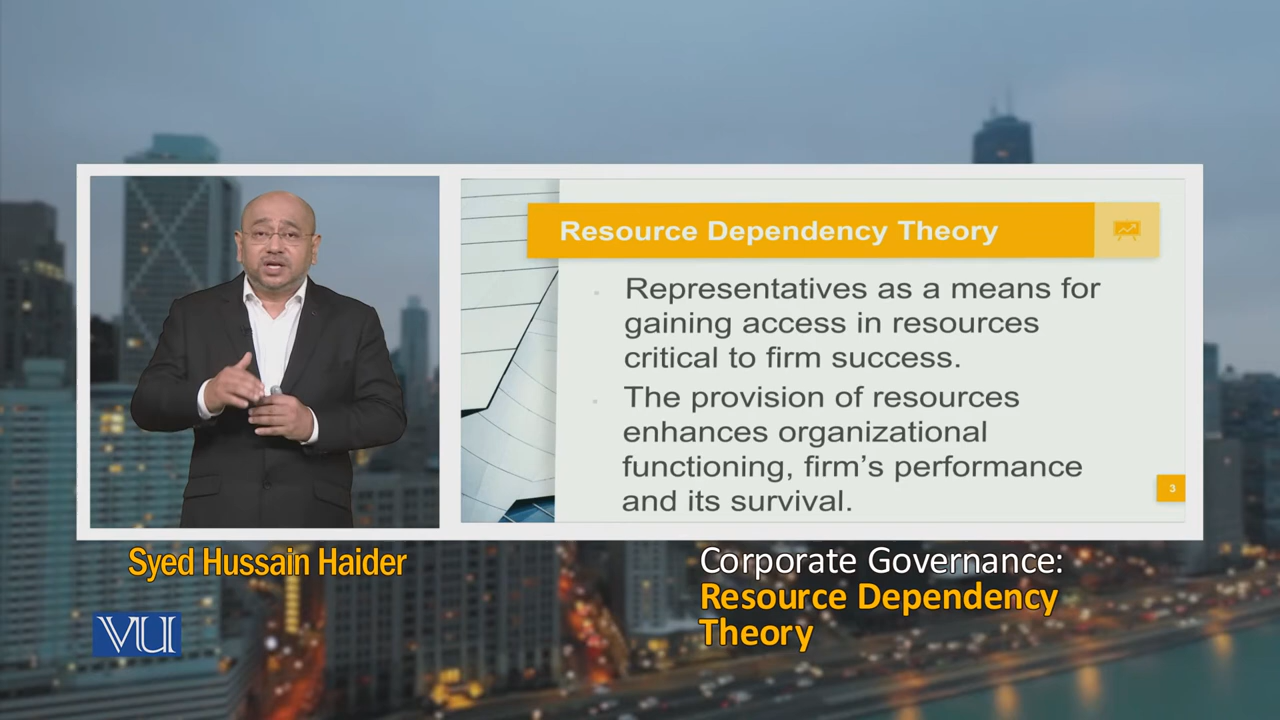 Resource Dependency Theory
Representatives as a means for
gaining access in resources
critical to firm success.
The provision of resources
enhances organizational
functioning, firm's performance
and its survival.
3
Syed Hussain Haider
Corporate Governance:
Resource Dependency
Theory
VU